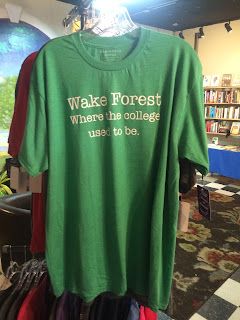 Wake Forest
Where the college
used to be.